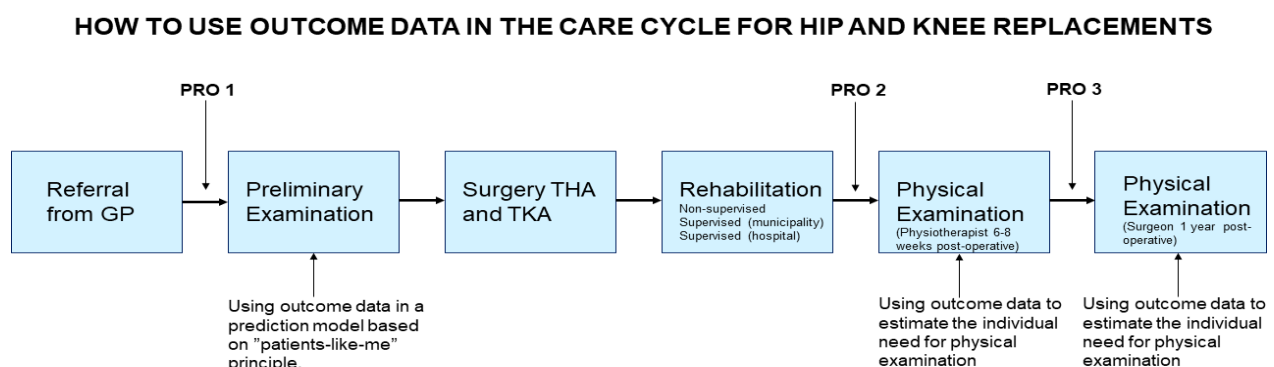 HOW TO USE OUTCOME DATA IN THE CARE CYCLE FOR HIP AND KNEE REPLACEMENTS
PRO 1
PRO 2
PRO 3
Referral
from GP
Preliminary
Examination
Surgery THA
and TKA
Rehabilitation
Non-supervised
Supervised (municipality)
Supervised (hospital)
Physical
Examination
(Physiotherapist 6-8
weeks post-operative)
Physical
Examination
(Surgeon 1 year post-
operative)
Using outcome data in a
prediction model based
on ”patients-like-me”
principle.
Using outcome data to
estimate the individual
need for physical
examination
Using outcome data to
estimate the individual
need for physical
examination